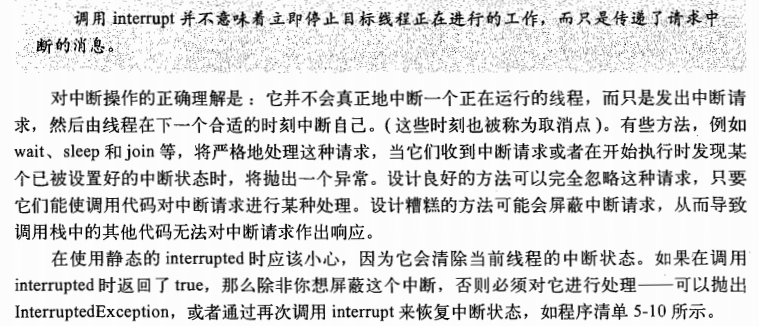 调用 interrupt 并不意味着立即停止目标线程正在进行的工作，而只是传递了请求中
断的消息。
对中断操作的正确理解是：它并不会真正地中断一个正在运行的线程，而只是发出中断请
求，然后由线程在下一个合适的时刻中断自己。（这些时刻也被称为取消点）。有些方法，例如
wait、sleep 和 join 等，将严格地处理这种请求，当它们收到中断请求或者在开始执行时发现某
个已被设置好的中断状态时，将抛出一个异常。设计良好的方法可以完全忽略这种请求，只要
它们能使调用代码对中断请求进行某种处理。设计糟糕的方法可能会屏蔽中断请求，从而导致
调用栈中的其他代码无法对中断请求作出响应。
在使用静态的 interrupted 时应该小心，因为它会清除当前线程的中断状态。如果在调用
interrupted 时返回了 true，那么除非你想屏蔽这个中断，否则必须对它进行处理——可以抛出
InterruptedException，或者通过再次调用 interrupt 来恢复中断状态，如程序清单 5-10 所示。